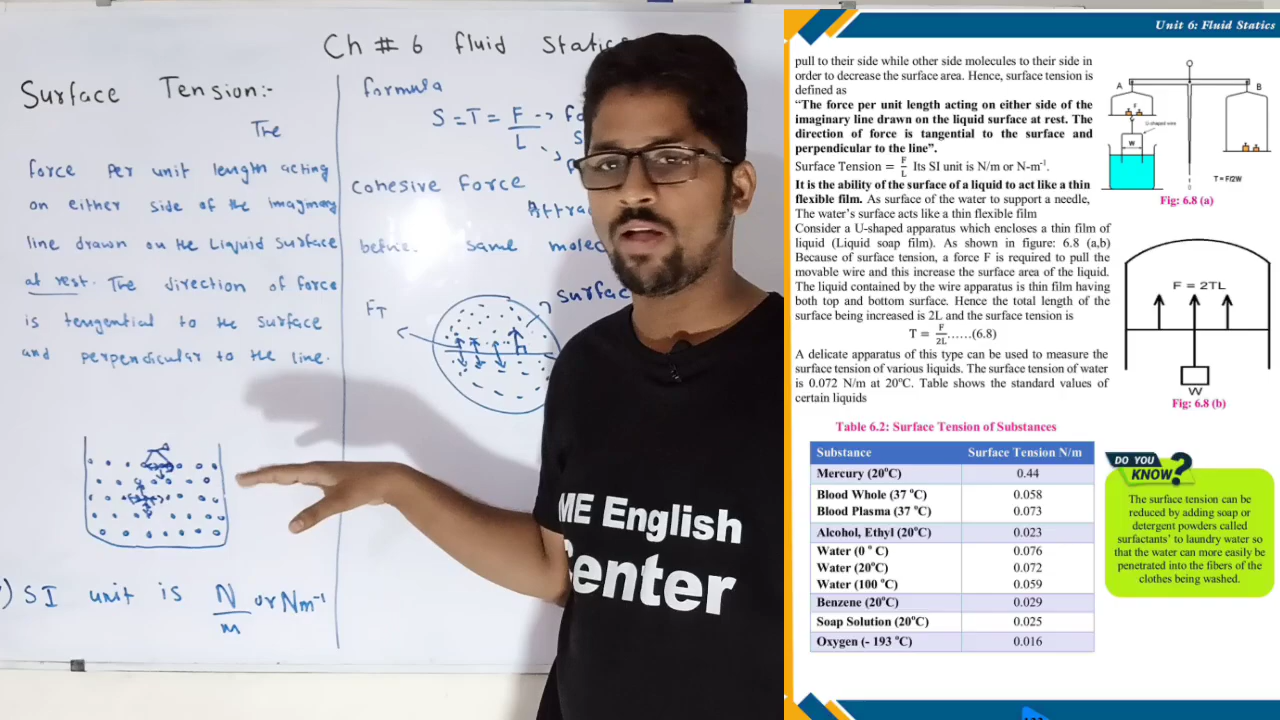 Ch # 6 fluid Statics
Surface Tension:-
The
force per unit length acting
on either side of the imaginary
line drawn on the liquid surface
at rest. The direction of force
is tengential to the surface
and perpendicular to the line.
SI unit is N/m or Nm⁻¹
formula
S = T = F/L
Cohesive force
Attra
betwe. same molec
surfac
FT
ME English
Center
Unit 6: Fluid Statics
pull to their side while other side molecules to their side in
order to decrease the surface area. Hence, surface tension is
defined as
“The force per unit length acting on either side of the
imaginary line drawn on the liquid surface at rest. The
direction of force is tangential to the surface and
perpendicular to the line”.
Surface Tension = F/L Its SI unit is N/m or N-m⁻¹.
It is the ability of the surface of a liquid to act like a thin
flexible film. As surface of the water to support a needle,
The water’s surface acts like a thin flexible film
Consider a U-shaped apparatus which encloses a thin film of
liquid (Liquid soap film). As shown in figure: 6.8 (a,b)
Because of surface tension, a force F is required to pull the
movable wire and this increase the surface area of the liquid.
The liquid contained by the wire apparatus is thin film having
both top and bottom surface. Hence the total length of the
surface being increased is 2L and the surface tension is
T = F/2L ……(6.8)
A delicate apparatus of this type can be used to measure the
surface tension of various liquids. The surface tension of water
is 0.072 N/m at 20°C. Table shows the standard values of
certain liquids
A
B
F
U-shaped wire
W
T = F/2W
Fig: 6.8 (a)
F = 2TL
W
Fig: 6.8 (b)
Table 6.2: Surface Tension of Substances
Substance Surface Tension N/m
Mercury (20°C) 0.44
Blood Whole (37 °C) 0.058
Blood Plasma (37 °C) 0.073
Alcohol, Ethyl (20°C) 0.023
Water (0 ° C) 0.076
Water (20°C) 0.072
Water (100 °C) 0.059
Benzene (20°C) 0.029
Soap Solution (20°C) 0.025
Oxygen (- 193 °C) 0.016
DO YOU
KNOW?
The surface tension can be
reduced by adding soap or
detergent powders called
surfactants’ to laundry water so
that the water can more easily be
penetrated into the fibers of the
clothes being washed.